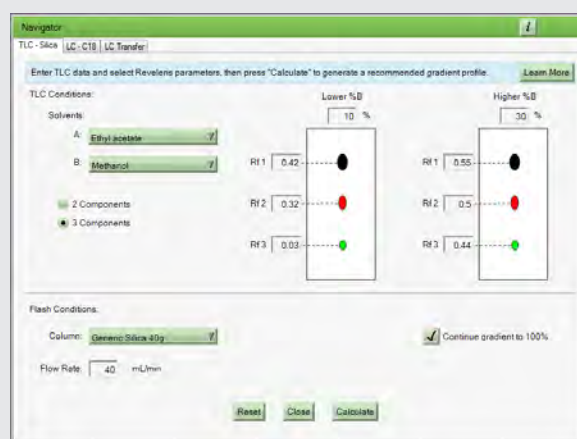 Navigator
i
TLC - Silica LC - C18 LC Transfer
Enter TLC data and select Reveleris parameters, then press "Calculate" to generate a recommended gradient profile. Learn More
TLC Conditions: Lower %B Higher %B
Solvents: 10 % 30 %
A: Ethyl acetate
B: Methanol
Rf 1 0.42 Rf 1 0.55
2 Components Rf 2 0.32 Rf 2 0.5
3 Components
Rf 3 0.03 Rf 3 0.44
Flash Conditions:
Column: Generic Silica 40g Continue gradient to 100%
Flow Rate: 40 mL/min
Reset Close Calculate